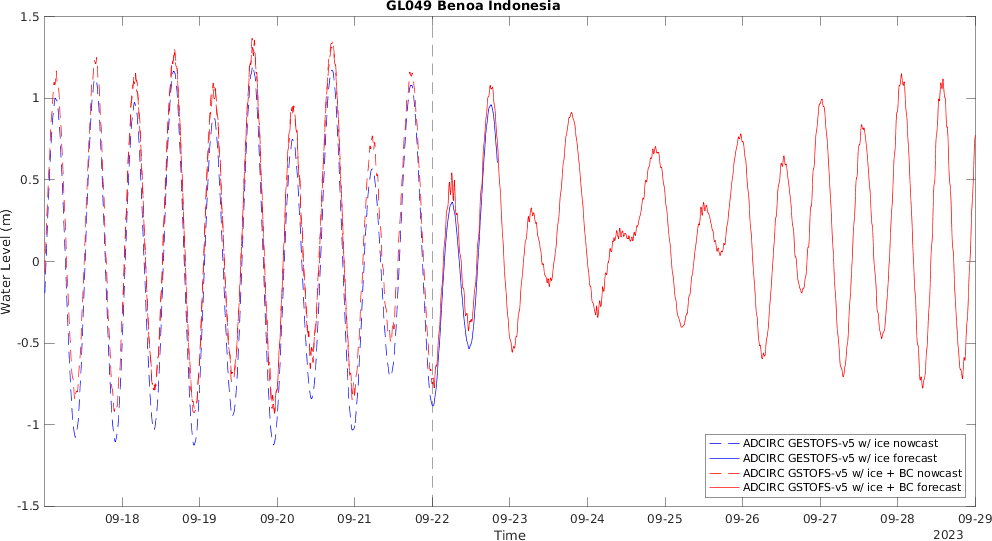 GL049 Benoa Indonesia
1.5
1
0.5
0
-0.5
-1
-1.5
Water Level (m)
09-18 09-19 09-20 09-21 09-22 09-23 09-24 09-25 09-26 09-27 09-28 09-29
Time
2023
ADCIRC GESTOFS-v5 w/ ice nowcast
ADCIRC GESTOFS-v5 w/ ice forecast
ADCIRC GSTOFS-v5 w/ ice + BC nowcast
ADCIRC GSTOFS-v5 w/ ice + BC forecast